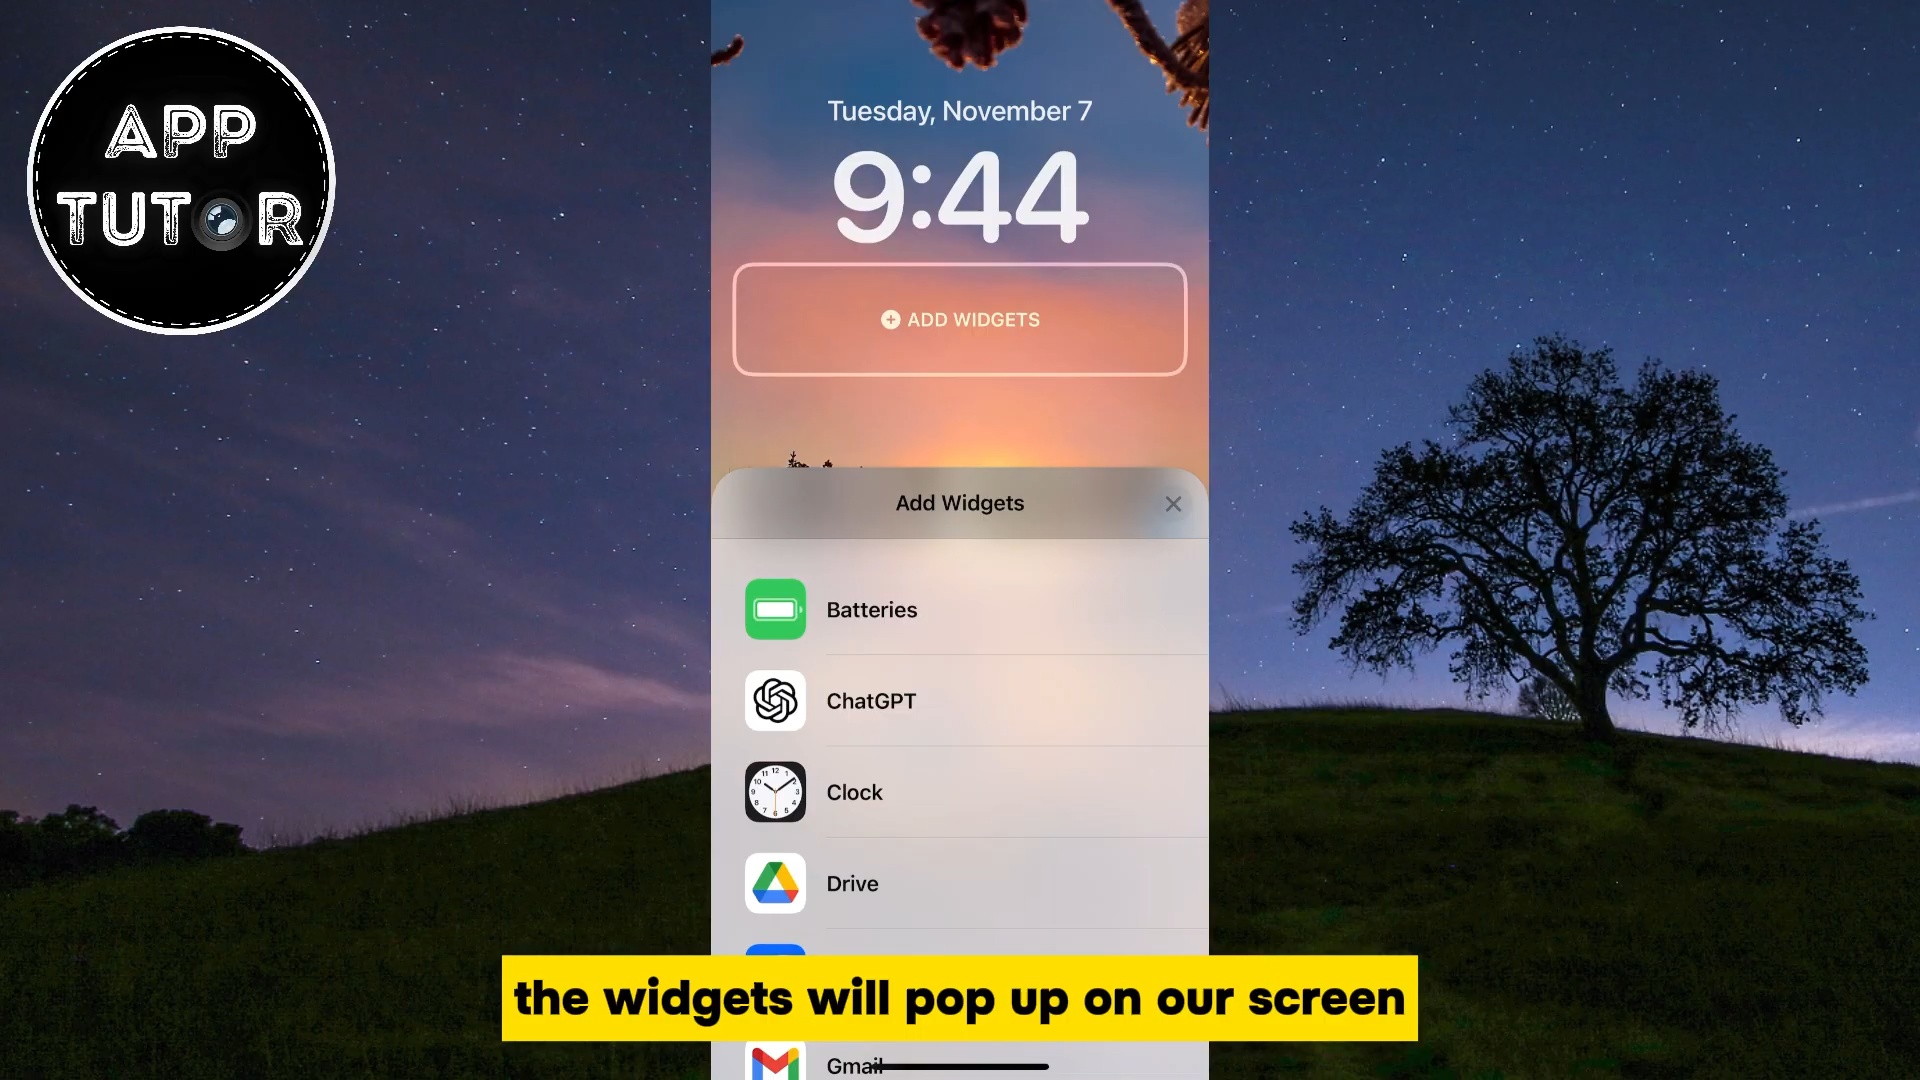 APP
TUTOR
Tuesday, November 7
9:44
ADD WIDGETS
Add Widgets
Batteries
ChatGPT
Clock
Drive
the widgets will pop up on our screen
Gmail